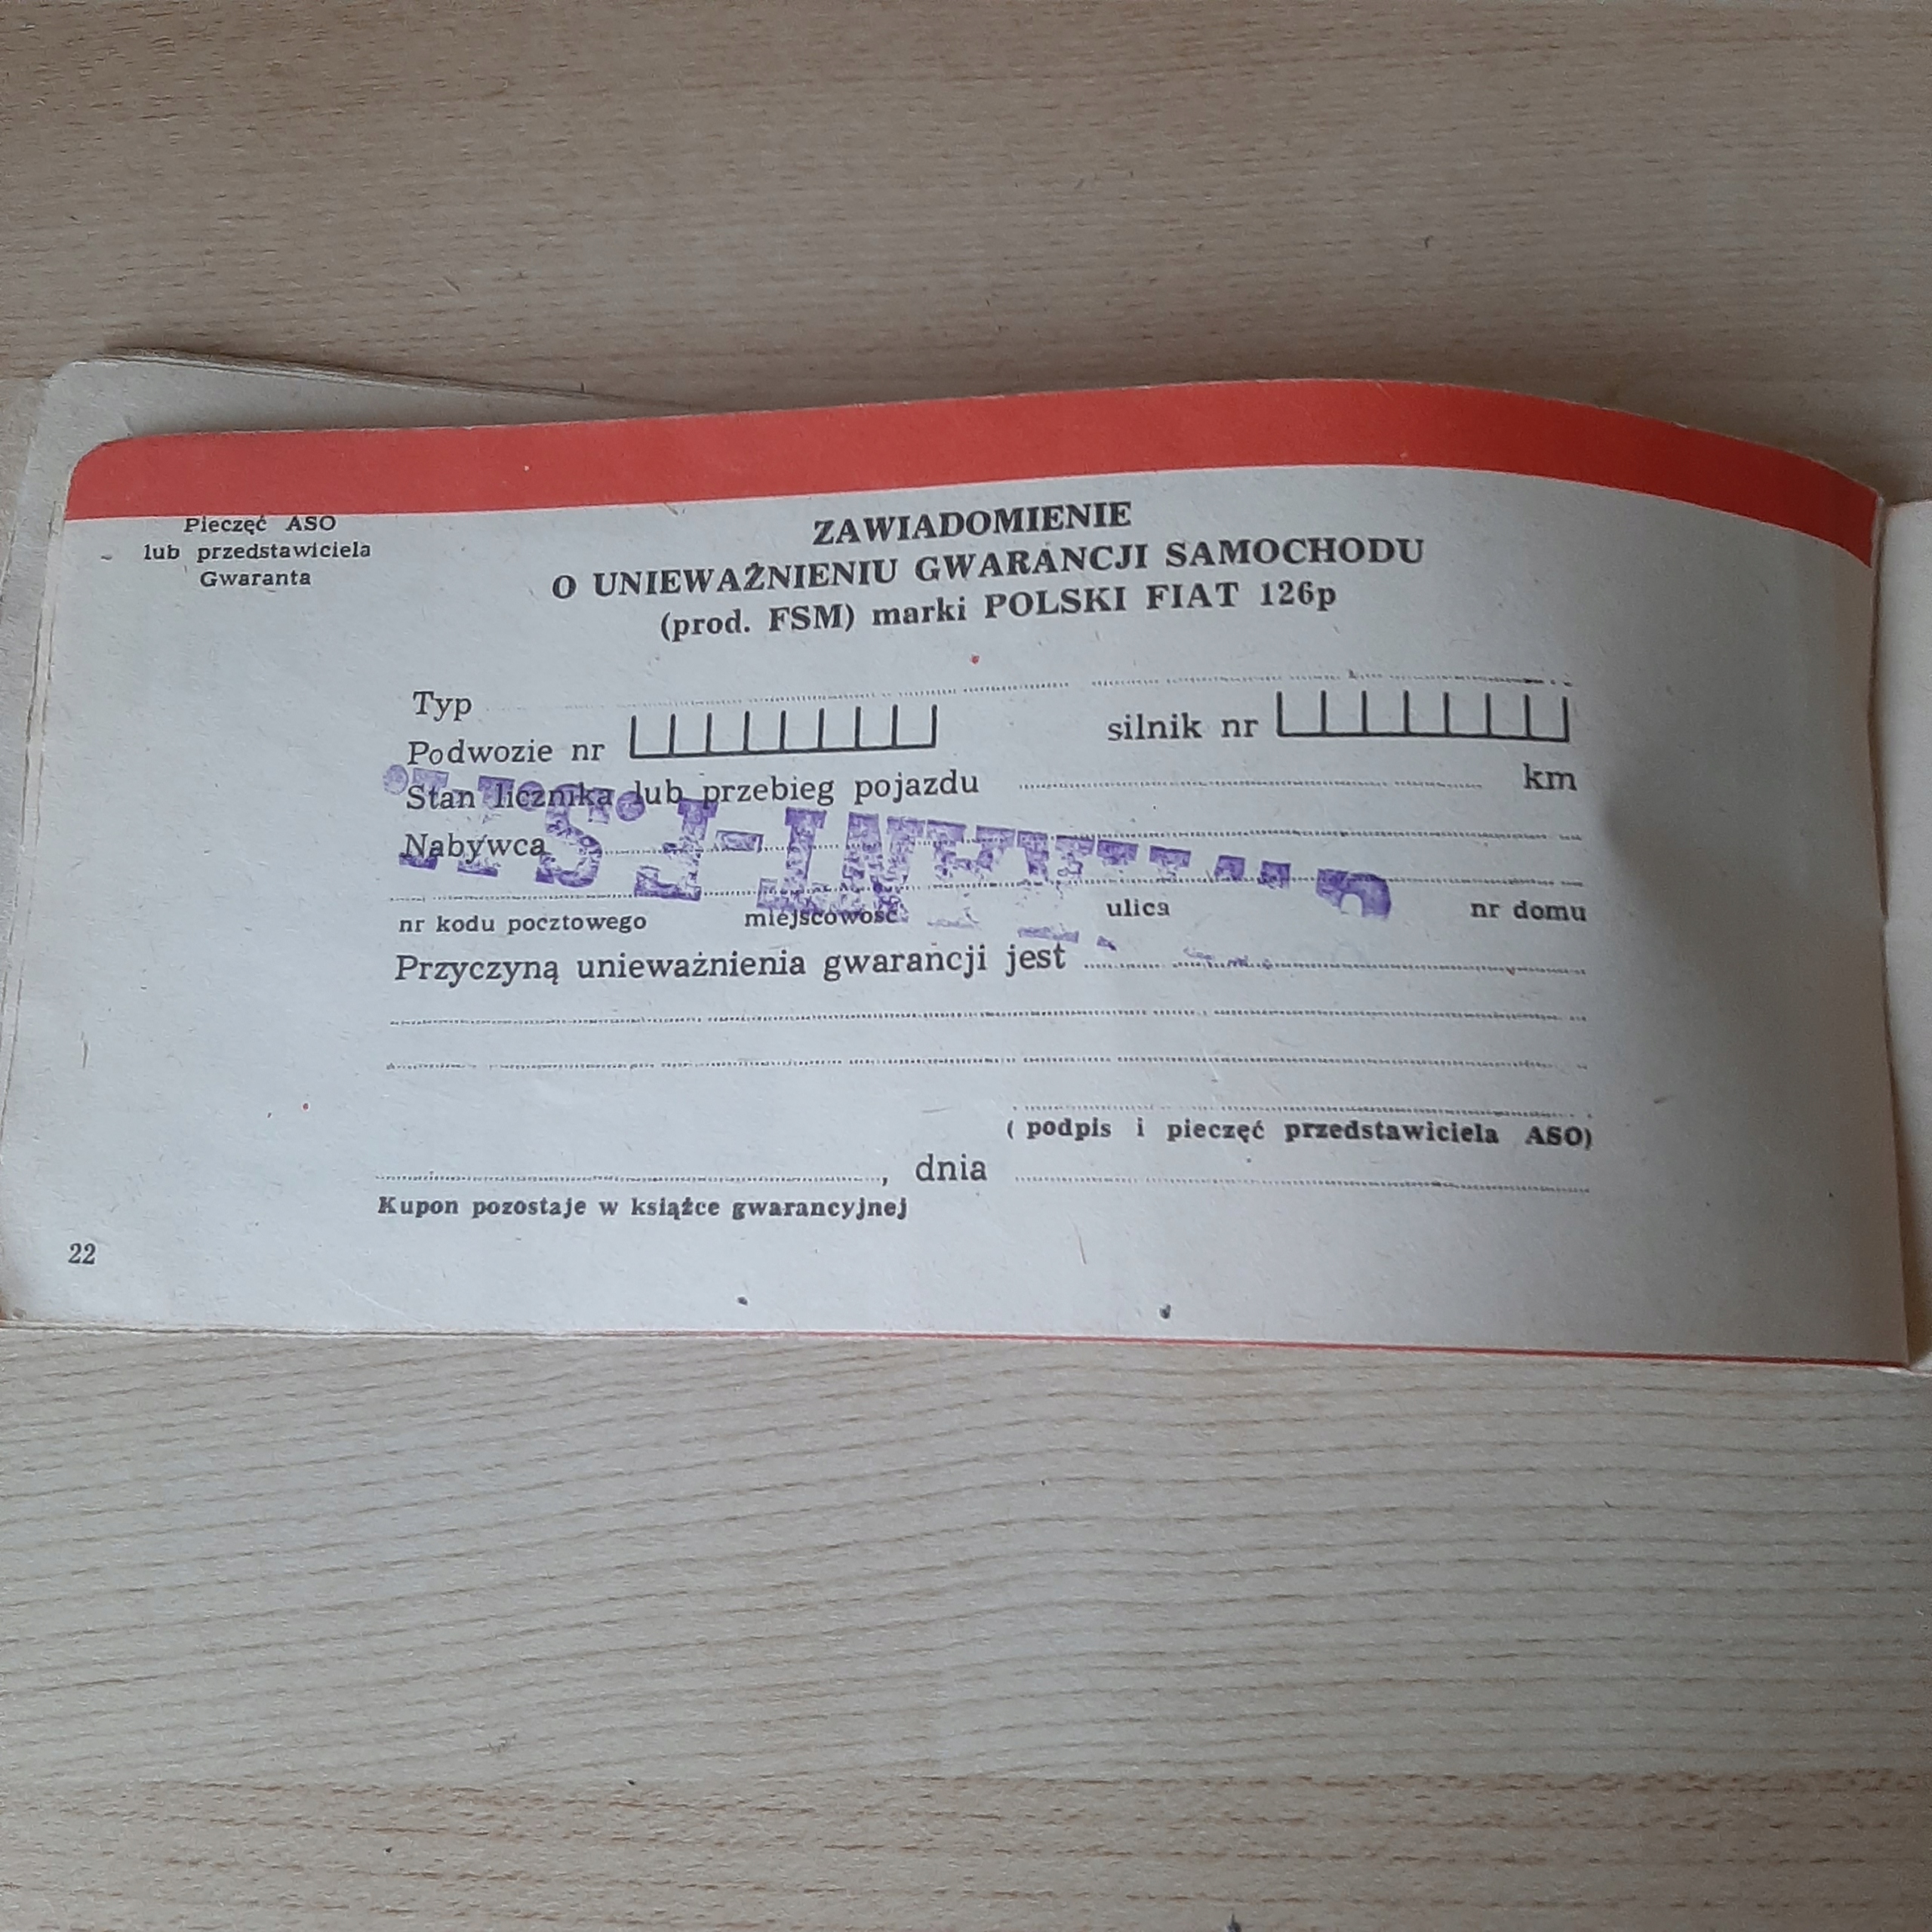 Pieczęć ASO
lub przedstawiciela
Gwaranta
ZAWIADOMIENIE
O UNIEWAŻNIENIU GWARANCJI SAMOCHODU
(prod. FSM) marki POLSKI FIAT 126p
Typ
Podwozie nr silnik nr
Stan licznika lub przebieg pojazdu km
Nabywca
nr kodu pocztowego miejscowość ulica nr domu
Przyczyną unieważnienia gwarancji jest
( podpis i pieczęć przedstawiciela ASO)
, dnia
Kupon pozostaje w książce gwarancyjnej
22